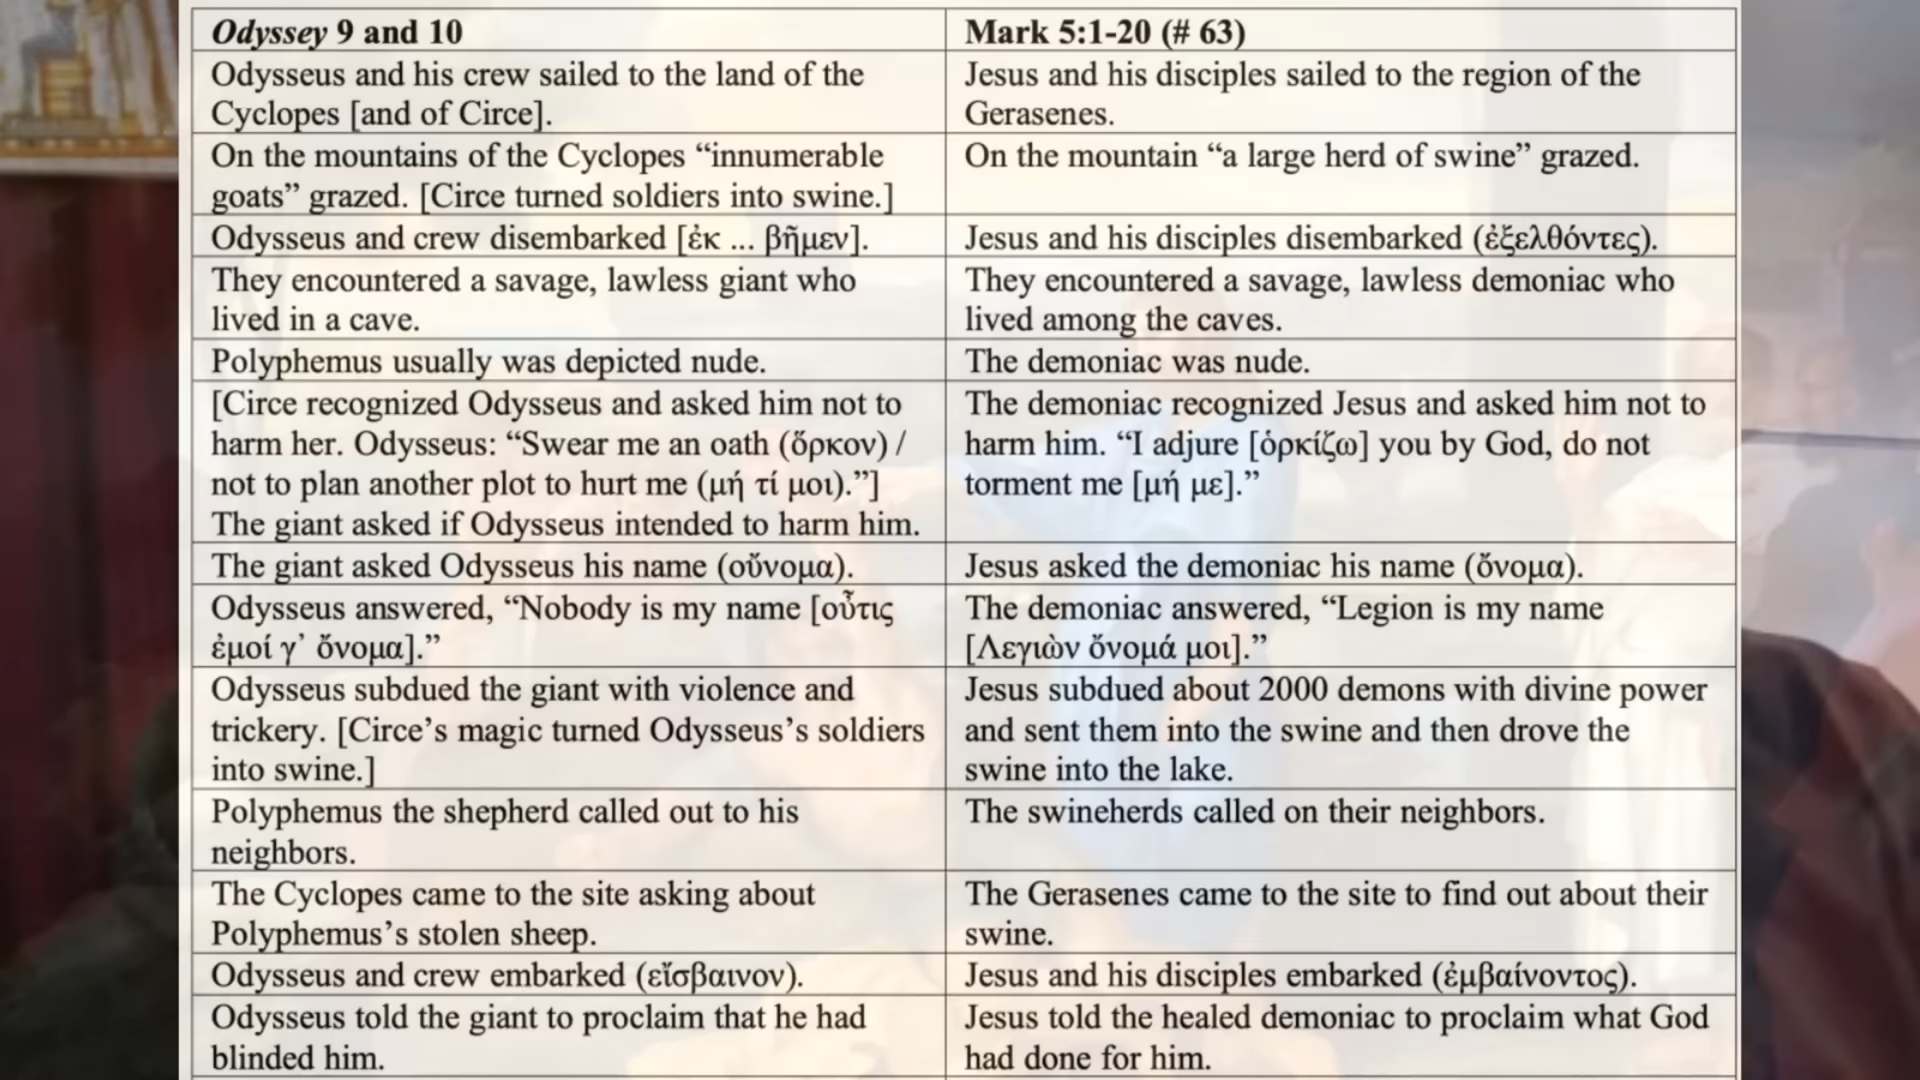 Odyssey 9 and 10
Mark 5:1-20 (# 63)
Odysseus and his crew sailed to the land of the
Cyclopes [and of Circe].
Jesus and his disciples sailed to the region of the
Gerasenes.
On the mountains of the Cyclopes “innumerable
goats” grazed. [Circe turned soldiers into swine.]
On the mountain “a large herd of swine” grazed.
Odysseus and crew disembarked [ἐκ ... βῆμεν].
Jesus and his disciples disembarked (ἐξελθόντες).
They encountered a savage, lawless giant who
lived in a cave.
They encountered a savage, lawless demoniac who
lived among the caves.
Polyphemus usually was depicted nude.
The demoniac was nude.
[Circe recognized Odysseus and asked him not to
harm her. Odysseus: “Swear me an oath (ὅρκον) /
not to plan another plot to hurt me (μή τί μοι).”]
The giant asked if Odysseus intended to harm him.
The demoniac recognized Jesus and asked him not to
harm him. “I adjure [ὁρκίζω] you by God, do not
torment me [μή με].”
The giant asked Odysseus his name (οὔνομα).
Jesus asked the demoniac his name (ὄνομα).
Odysseus answered, “Nobody is my name [οὖτις
ἐμοί γ’ ὄνομα].”
The demoniac answered, “Legion is my name
[Λεγιὼν ὄνομά μοι].”
Odysseus subdued the giant with violence and
trickery. [Circe’s magic turned Odysseus’s soldiers
into swine.]
Jesus subdued about 2000 demons with divine power
and sent them into the swine and then drove the
swine into the lake.
Polyphemus the shepherd called out to his
neighbors.
The swineherds called on their neighbors.
The Cyclopes came to the site asking about
Polyphemus’s stolen sheep.
The Gerasenes came to the site to find out about their
swine.
Odysseus and crew embarked (εἴσβαινον).
Jesus and his disciples embarked (ἐμβαίνοντος).
Odysseus told the giant to proclaim that he had
blinded him.
Jesus told the healed demoniac to proclaim what God
had done for him.